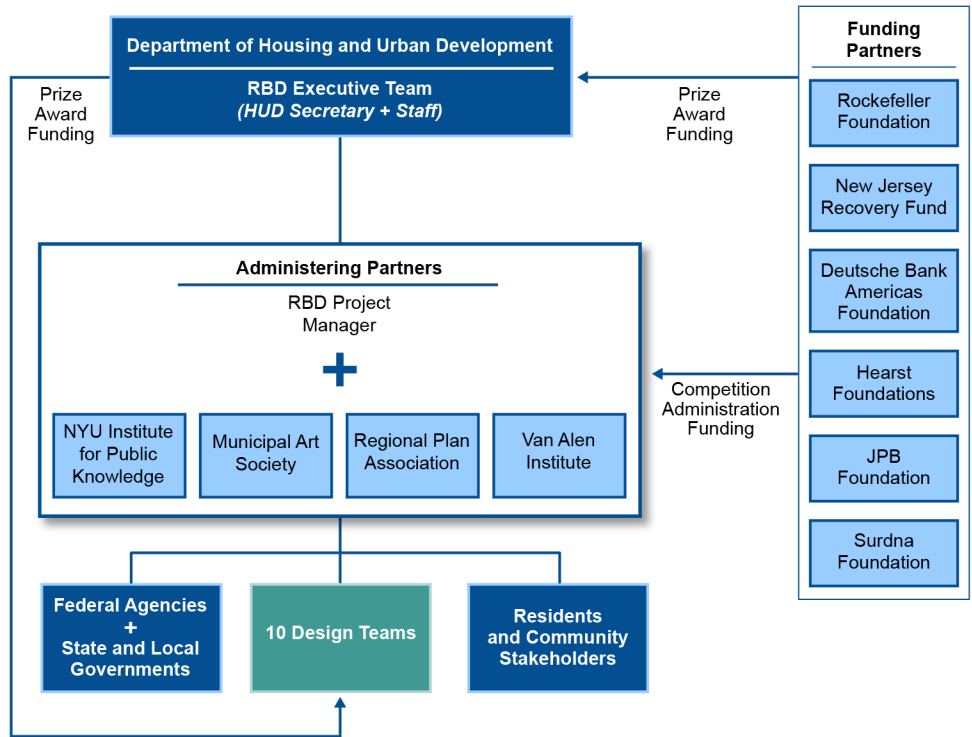 Department of Housing and Urban Development
RBD Executive Team
(HUD Secretary + Staff)
Prize
Award
Funding
Prize
Award
Funding
Funding
Partners
Rockefeller
Foundation
New Jersey
Recovery Fund
Deutsche Bank
Americas
Foundation
Hearst
Foundations
JPB
Foundation
Surdna
Foundation
Administering Partners
RBD Project
Manager
+
NYU Institute
for Public
Knowledge
Municipal Art
Society
Regional Plan
Association
Van Alen
Institute
Competition
Administration
Funding
Federal Agencies
+
State and Local
Governments
10 Design Teams
Residents
and Community
Stakeholders